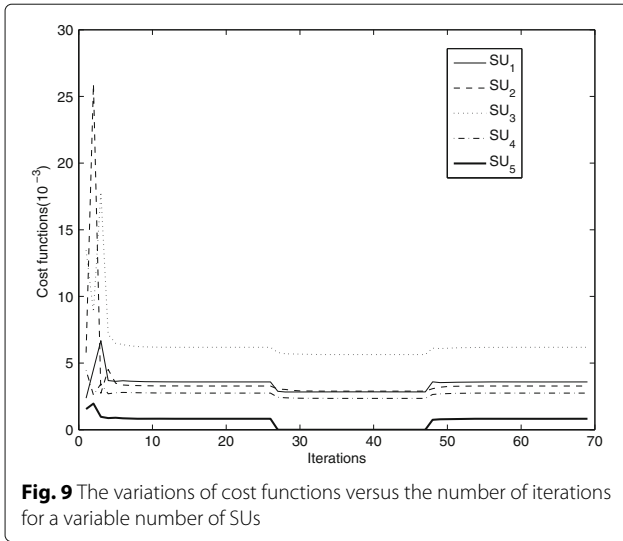 30
25
20
15
10
5
0
Cost functions(10⁻³)
0 10 20 30 40 50 60 70
Iterations
SU₁
SU₂
SU₃
SU₄
SU₅
Fig. 9 The variations of cost functions versus the number of iterations
for a variable number of SUs